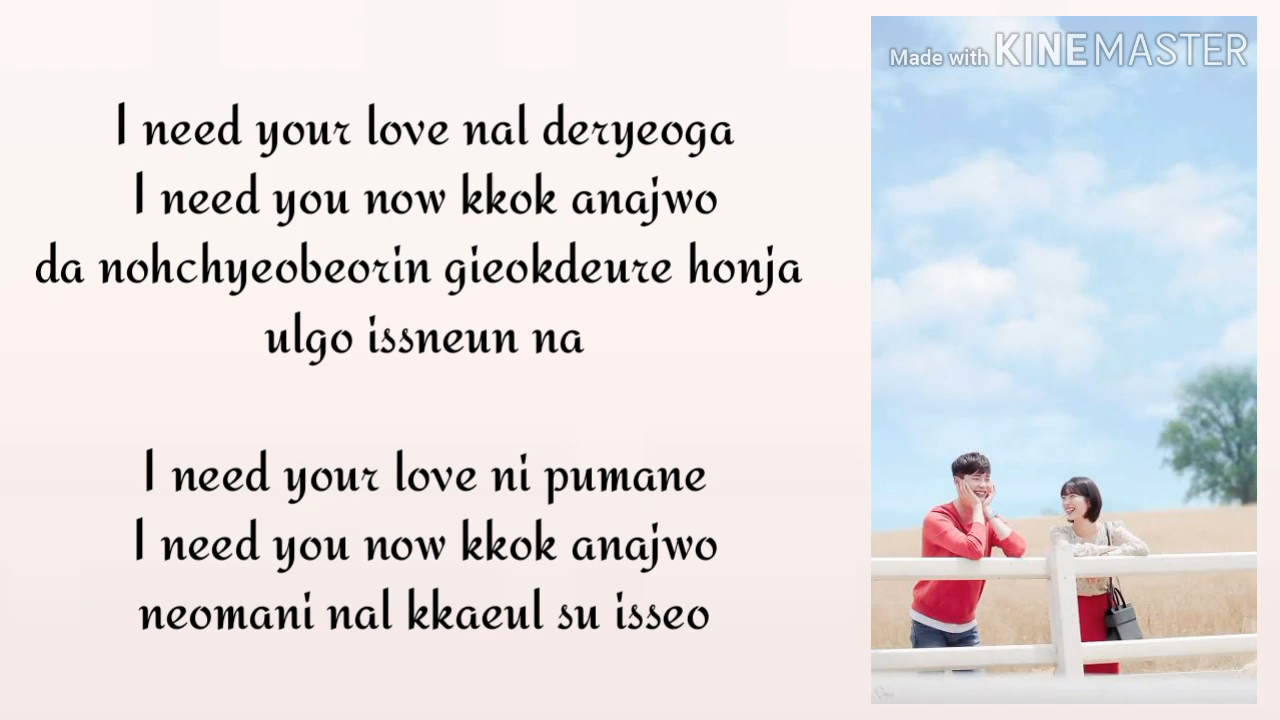 I need your love nal deryeoga
I need you now kkok anajwo
da nohchyeobeorin gieokdeure honja
ulgo issneun na
I need your love ni pumane
I need you now kkok anajwo
neomani nal kkaeul su isseo
Made with KINEMASTER